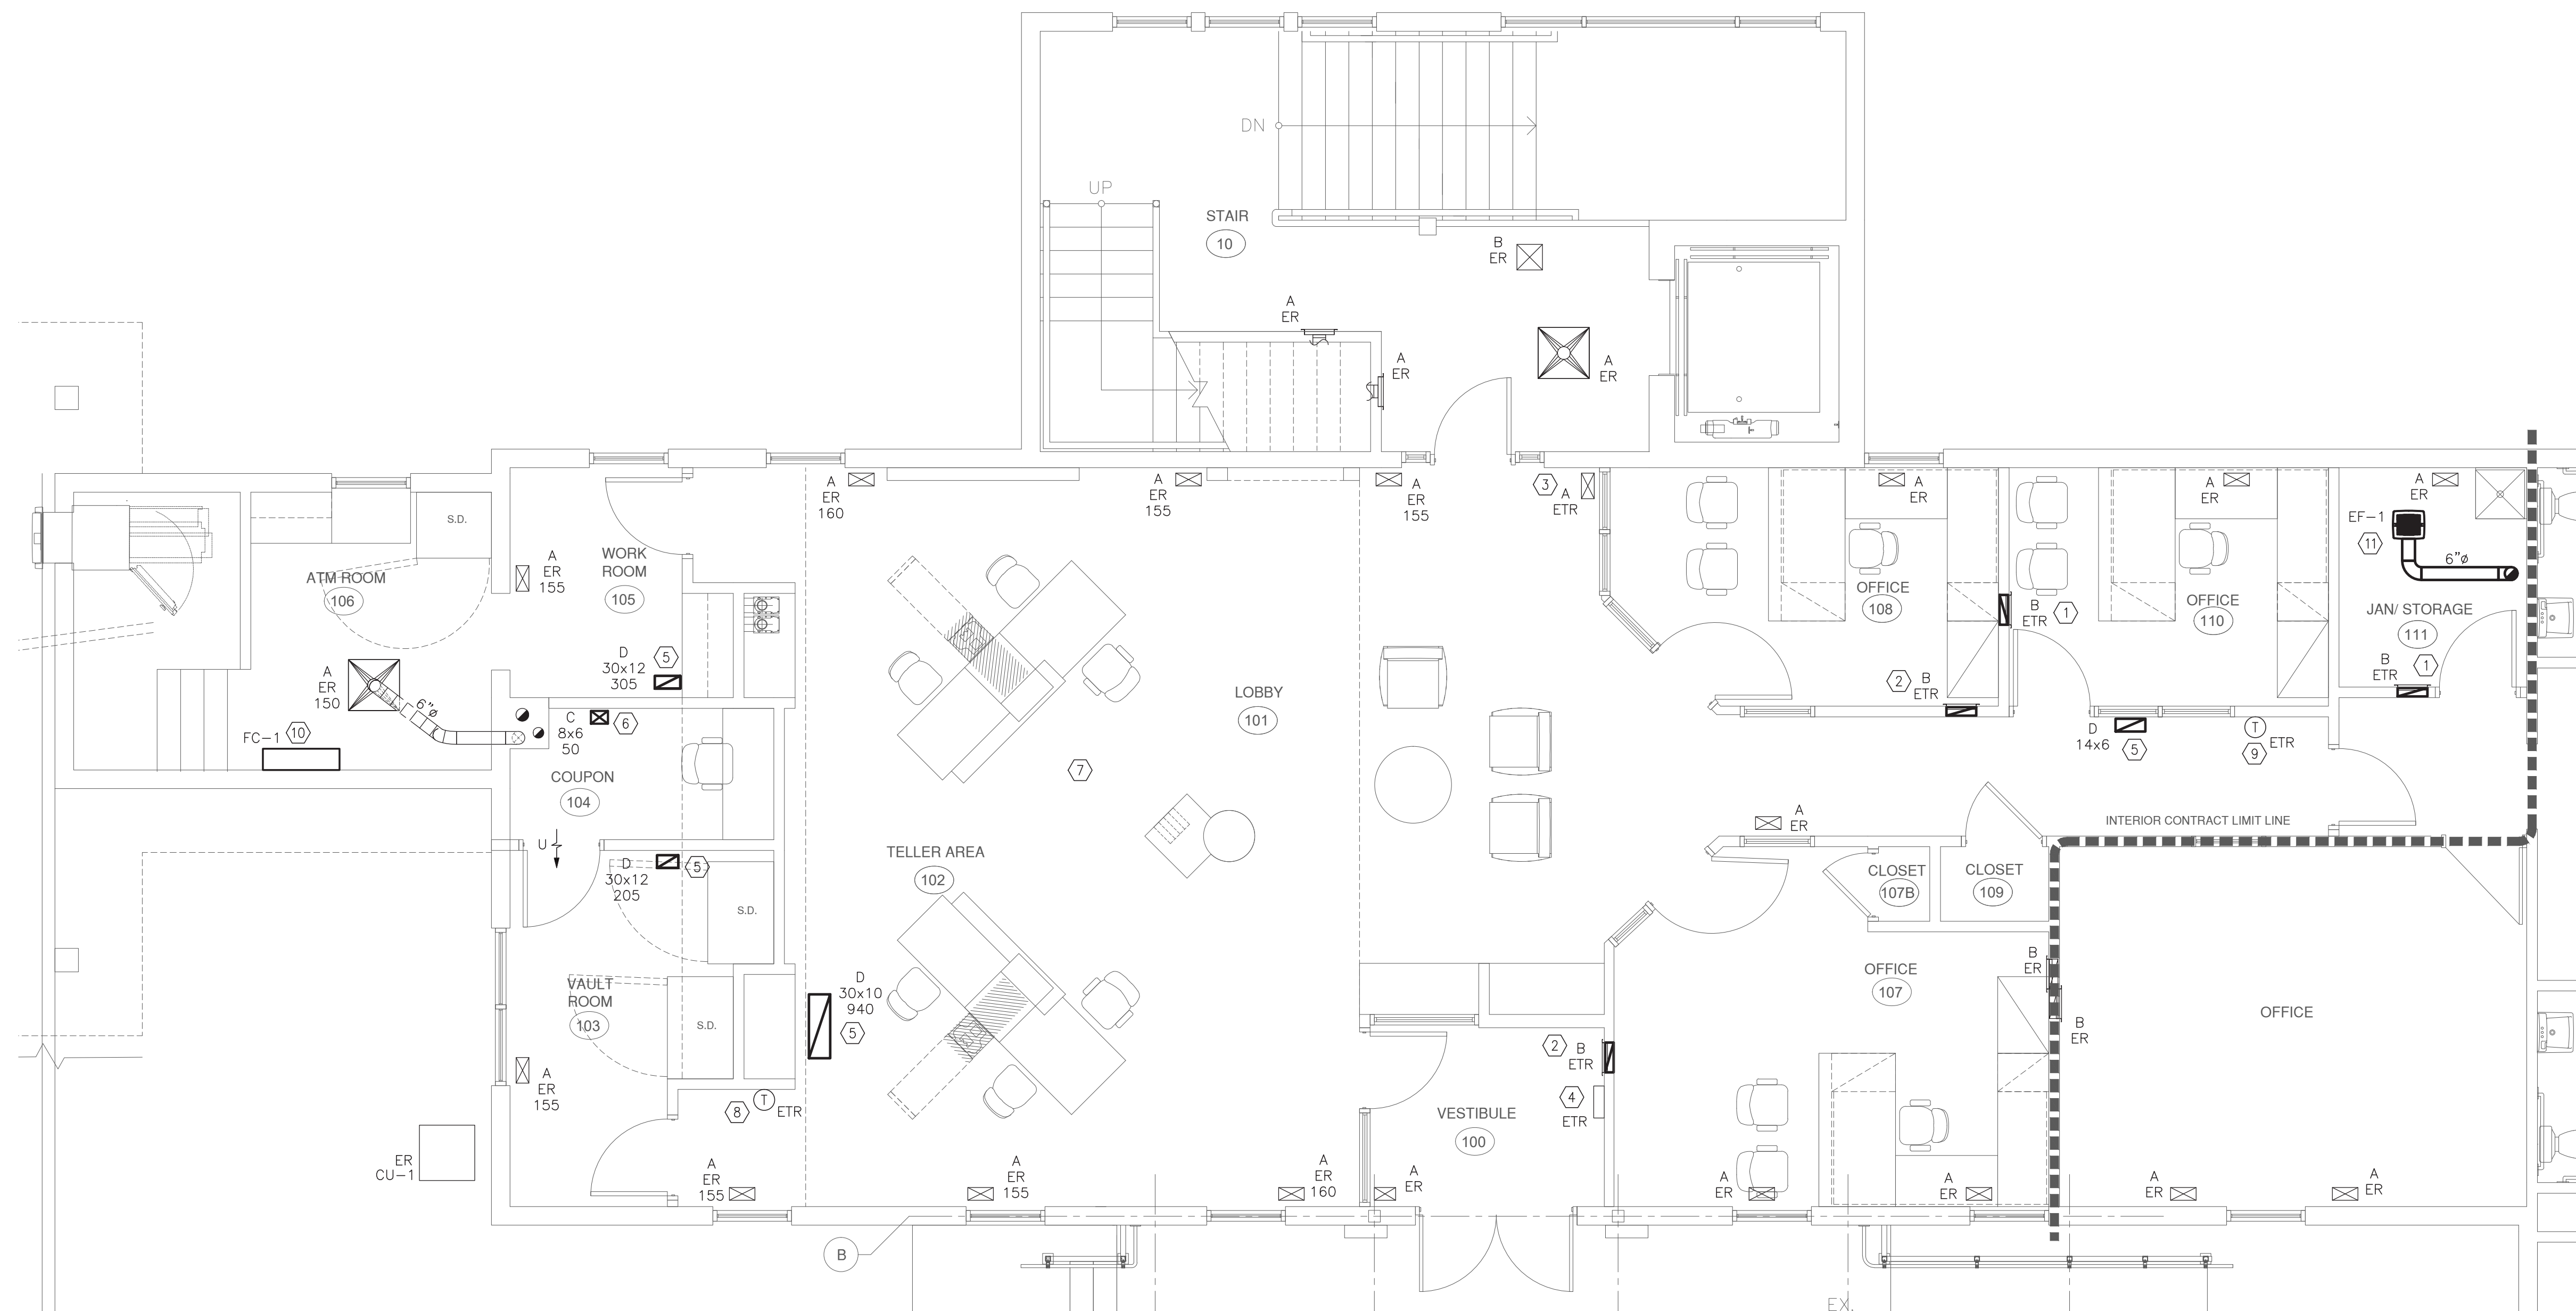 DN
UP
STAIR
10
B
ER
A
ER
A
ER
A
ER
S.D.
ATM ROOM
106
A
ER
155
WORK
ROOM
105
D
30x12
305
5
A
ER
160
A
ER
155
A
ER
155
3
A
ETR
A
ER
A
ER
A
ER
EF-1
11
6"ø
OFFICE
108
B
ETR
1
OFFICE
110
JAN/ STORAGE
111
B
ETR
1
2
B
ETR
A
ER
150
6"ø
FC-1
10
C
8x6
50
6
COUPON
104
LOBBY
101
7
D
14x6
5
T
ETR
9
U
D
30x12
205
5
S.D.
TELLER AREA
102
A
ER
INTERIOR CONTRACT LIMIT LINE
CLOSET
107B
CLOSET
109
VAULT
ROOM
103
S.D.
D
30x10
940
5
OFFICE
107
B
ER
B
ER
OFFICE
A
ER
155
8
T
ETR
2
B
ETR
4
ETR
VESTIBULE
100
ER
CU-1
A
ER
155
A
ER
155
A
ER
160
A
ER
A
ER
A
ER
A
ER
A
ER
B
EX.